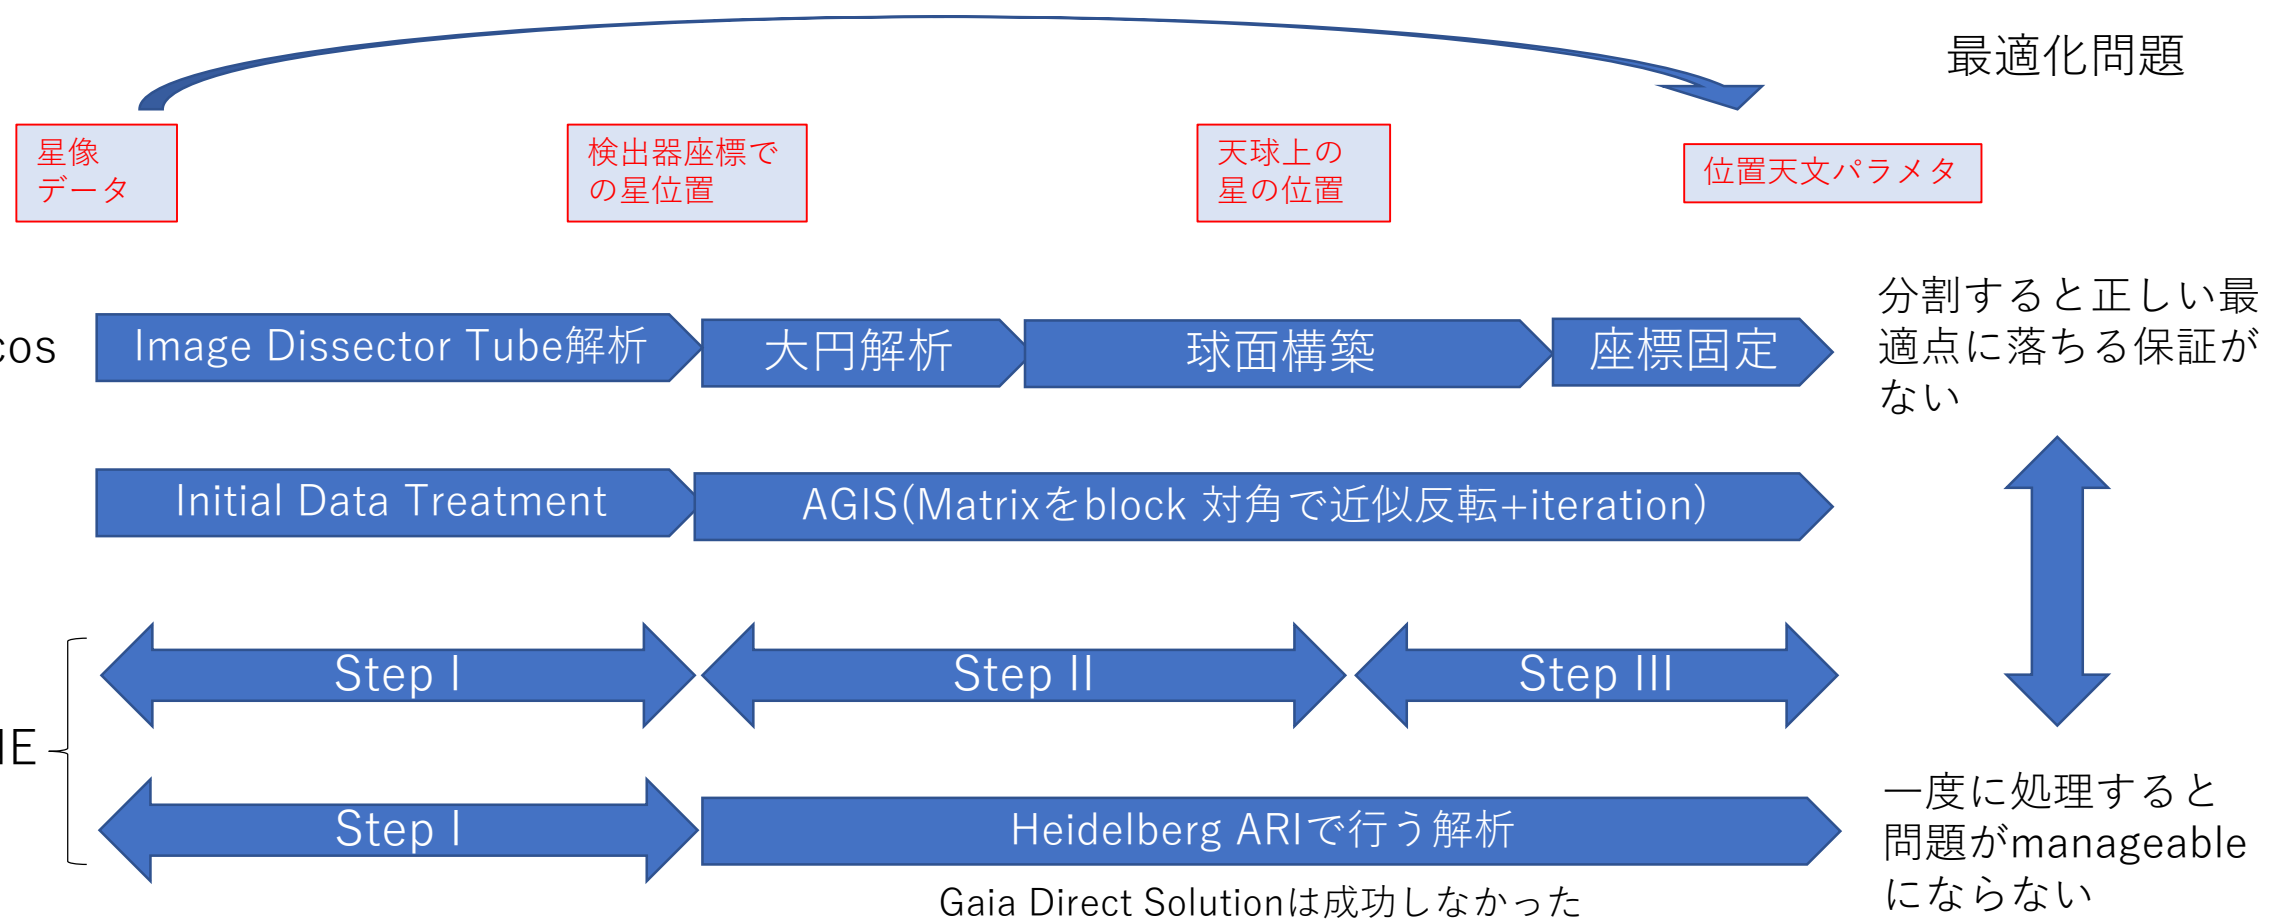 最適化問題
星像
データ
検出器座標で
の星位置
天球上の
星の位置
位置天文パラメタ
cos
Image Dissector Tube解析
大円解析
球面構築
座標固定
分割すると正しい最
適点に落ちる保証が
ない
Initial Data Treatment
AGIS(Matrixをblock 対角で近似反転+iteration)
Step I
Step II
Step III
IE
Step I
Heidelberg ARIで行う解析
一度に処理すると
問題がmanageable
にならない
Gaia Direct Solutionは成功しなかった